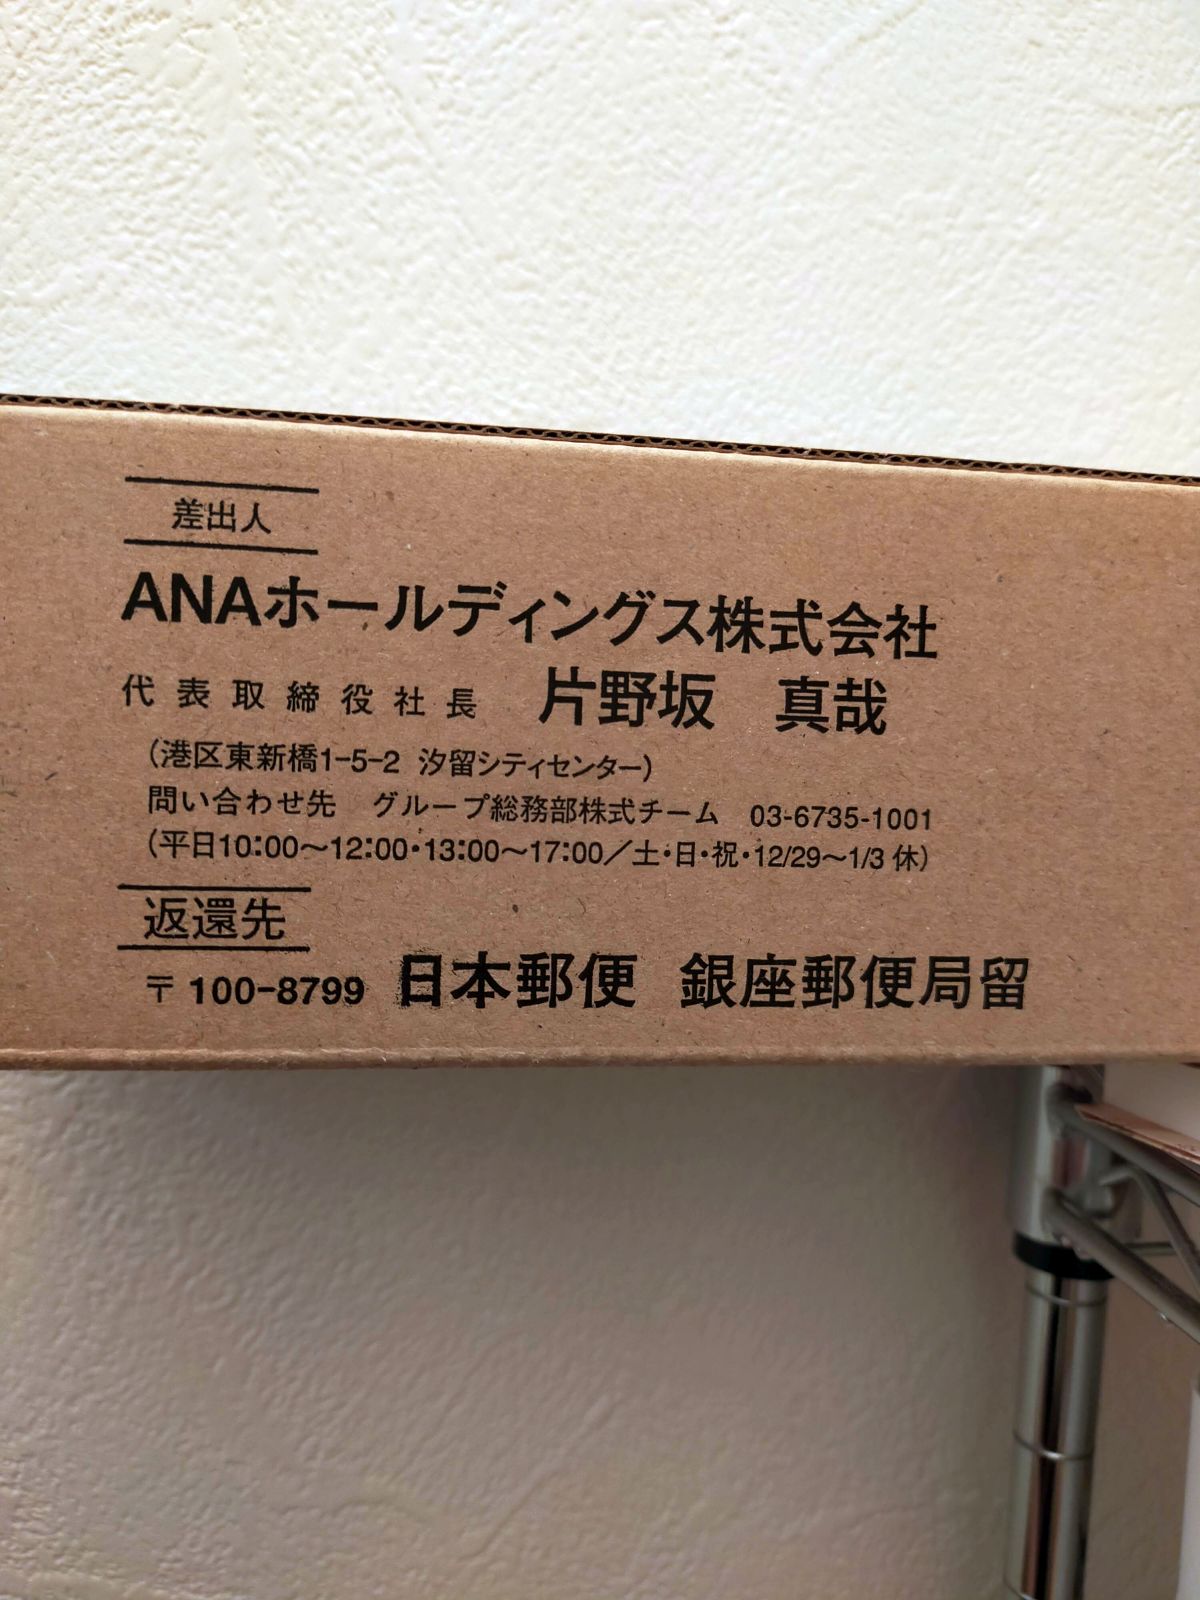 差出人
ANAホールディングス株式会社
代表取締役社長 片野坂 真哉
(港区東新橋1-5-2 汐留シティセンター)
問い合わせ先 グループ総務部株式チーム 03-6735-1001
(平日10:00～12:00・13:00～17:00／土・日・祝・12/29～1/3 休)
返還先
〒100-8799 日本郵便 銀座郵便局留